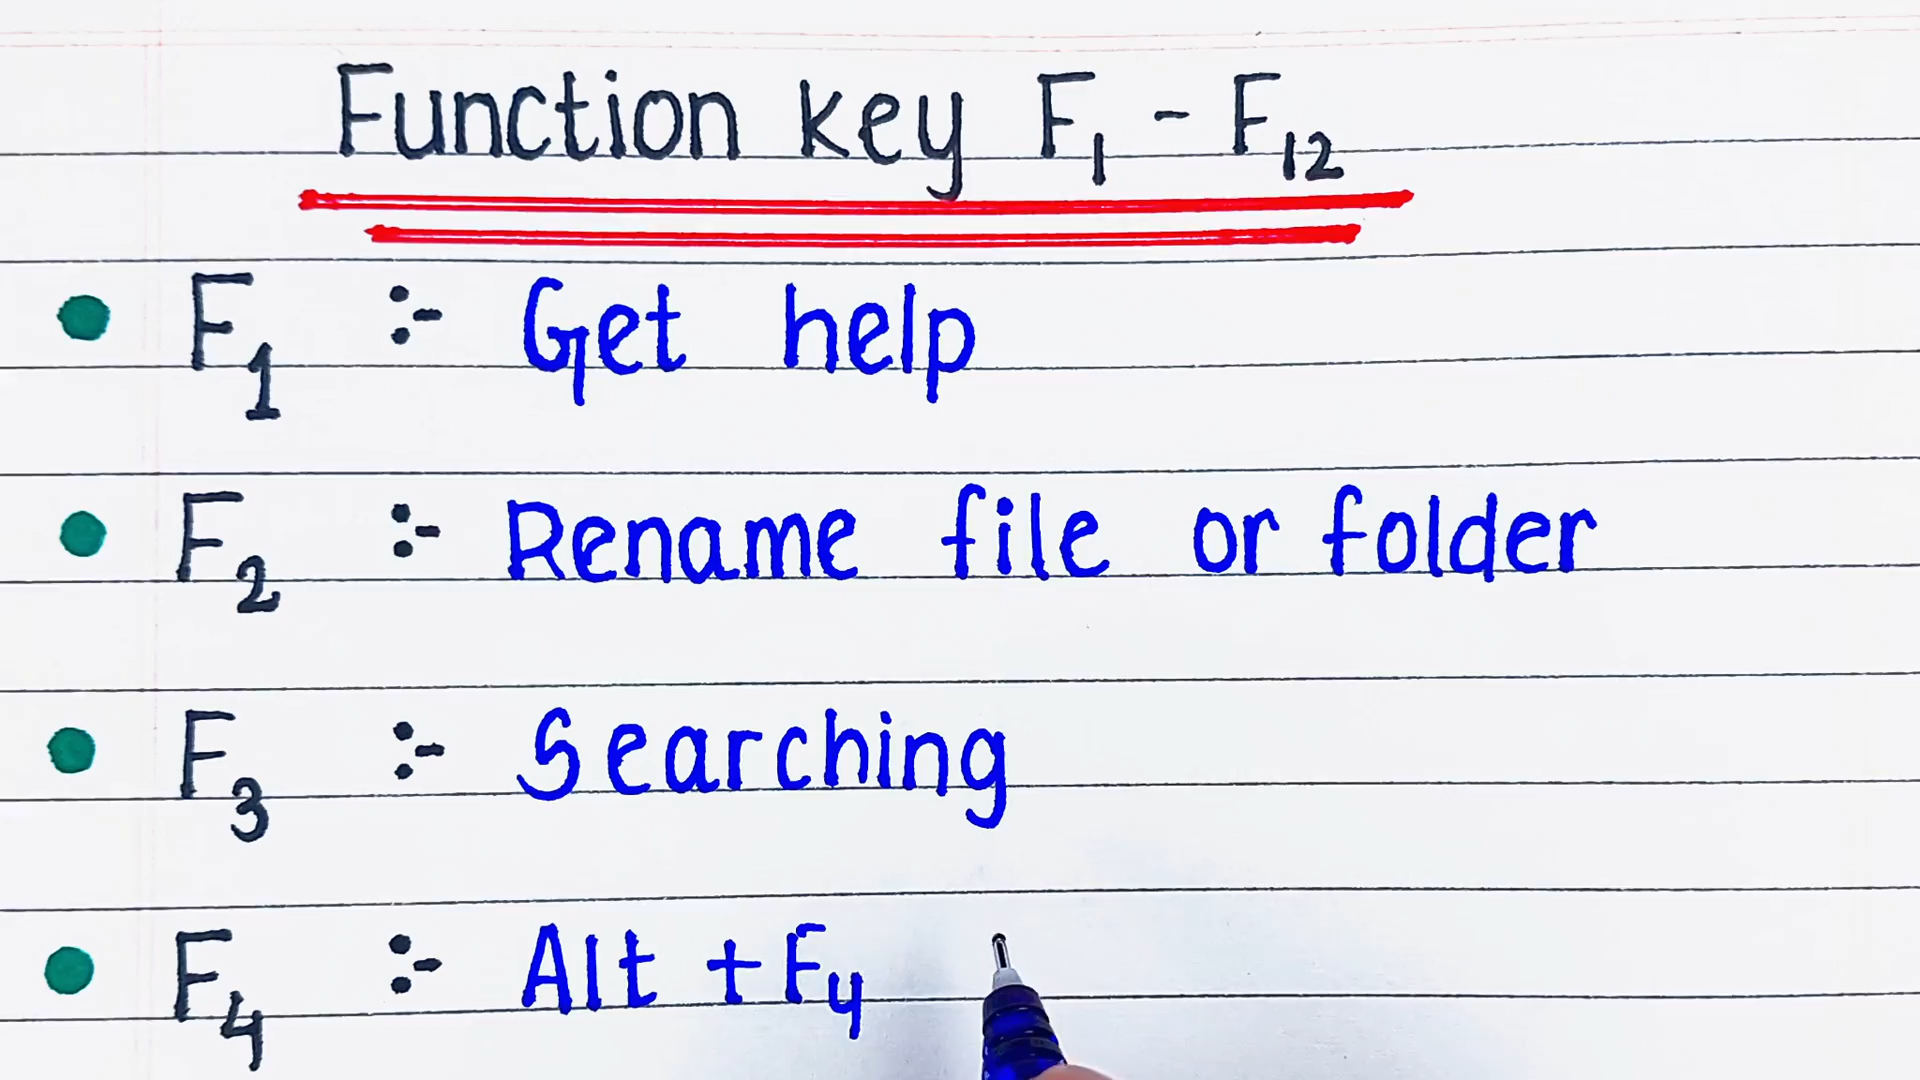 Function key F₁ - F₁₂
F₁ :- Get help
F₂ :- Rename file or folder
F₃ :- Searching
F₄ :- Alt + F₄